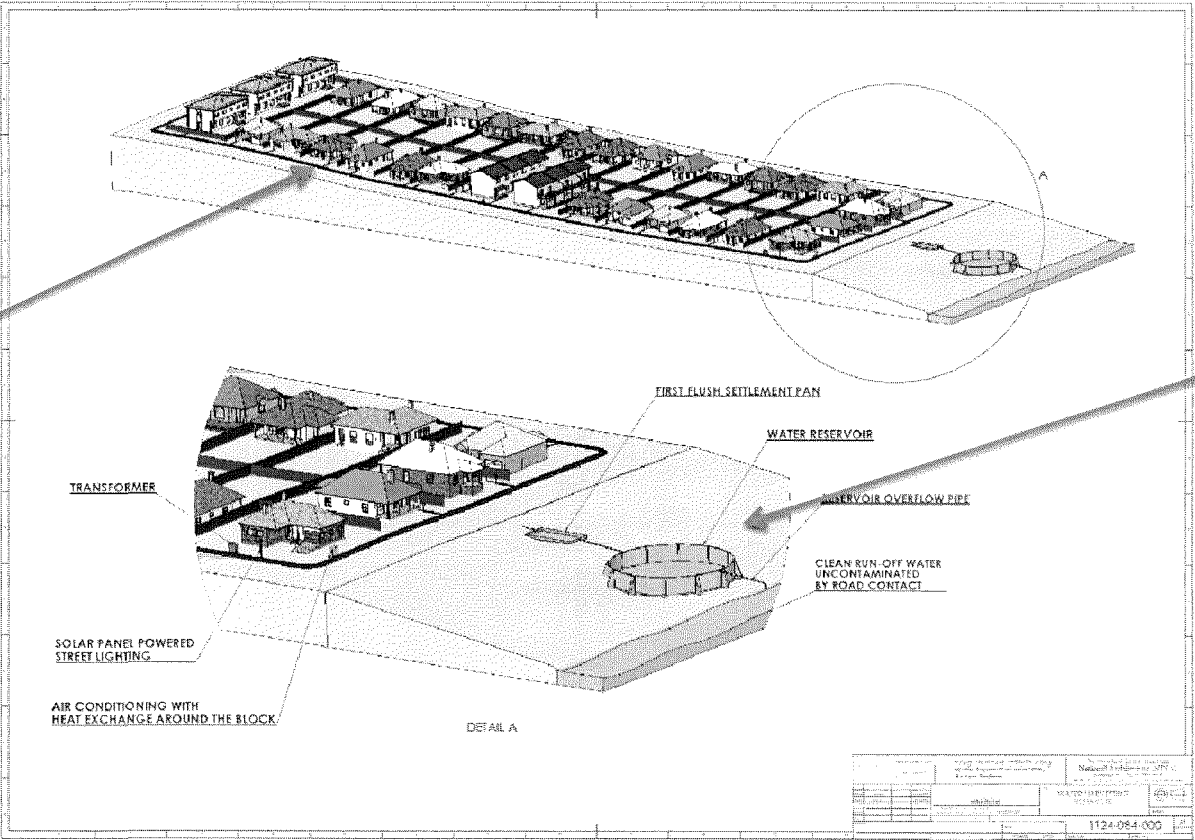 A
FIRST FLUSH SETTLEMENT PAN
WATER RESERVOIR
TRANSFORMER
RESERVOIR OVERFLOW PIPE
CLEAN RUN-OFF WATER
UNCONTAMINATED
BY ROAD CONTACT
SOLAR PANEL POWERED
STREET LIGHTING
AIR CONDITIONING WITH
HEAT EXCHANGE AROUND THE BLOCK
DETAIL A
1124-084-000